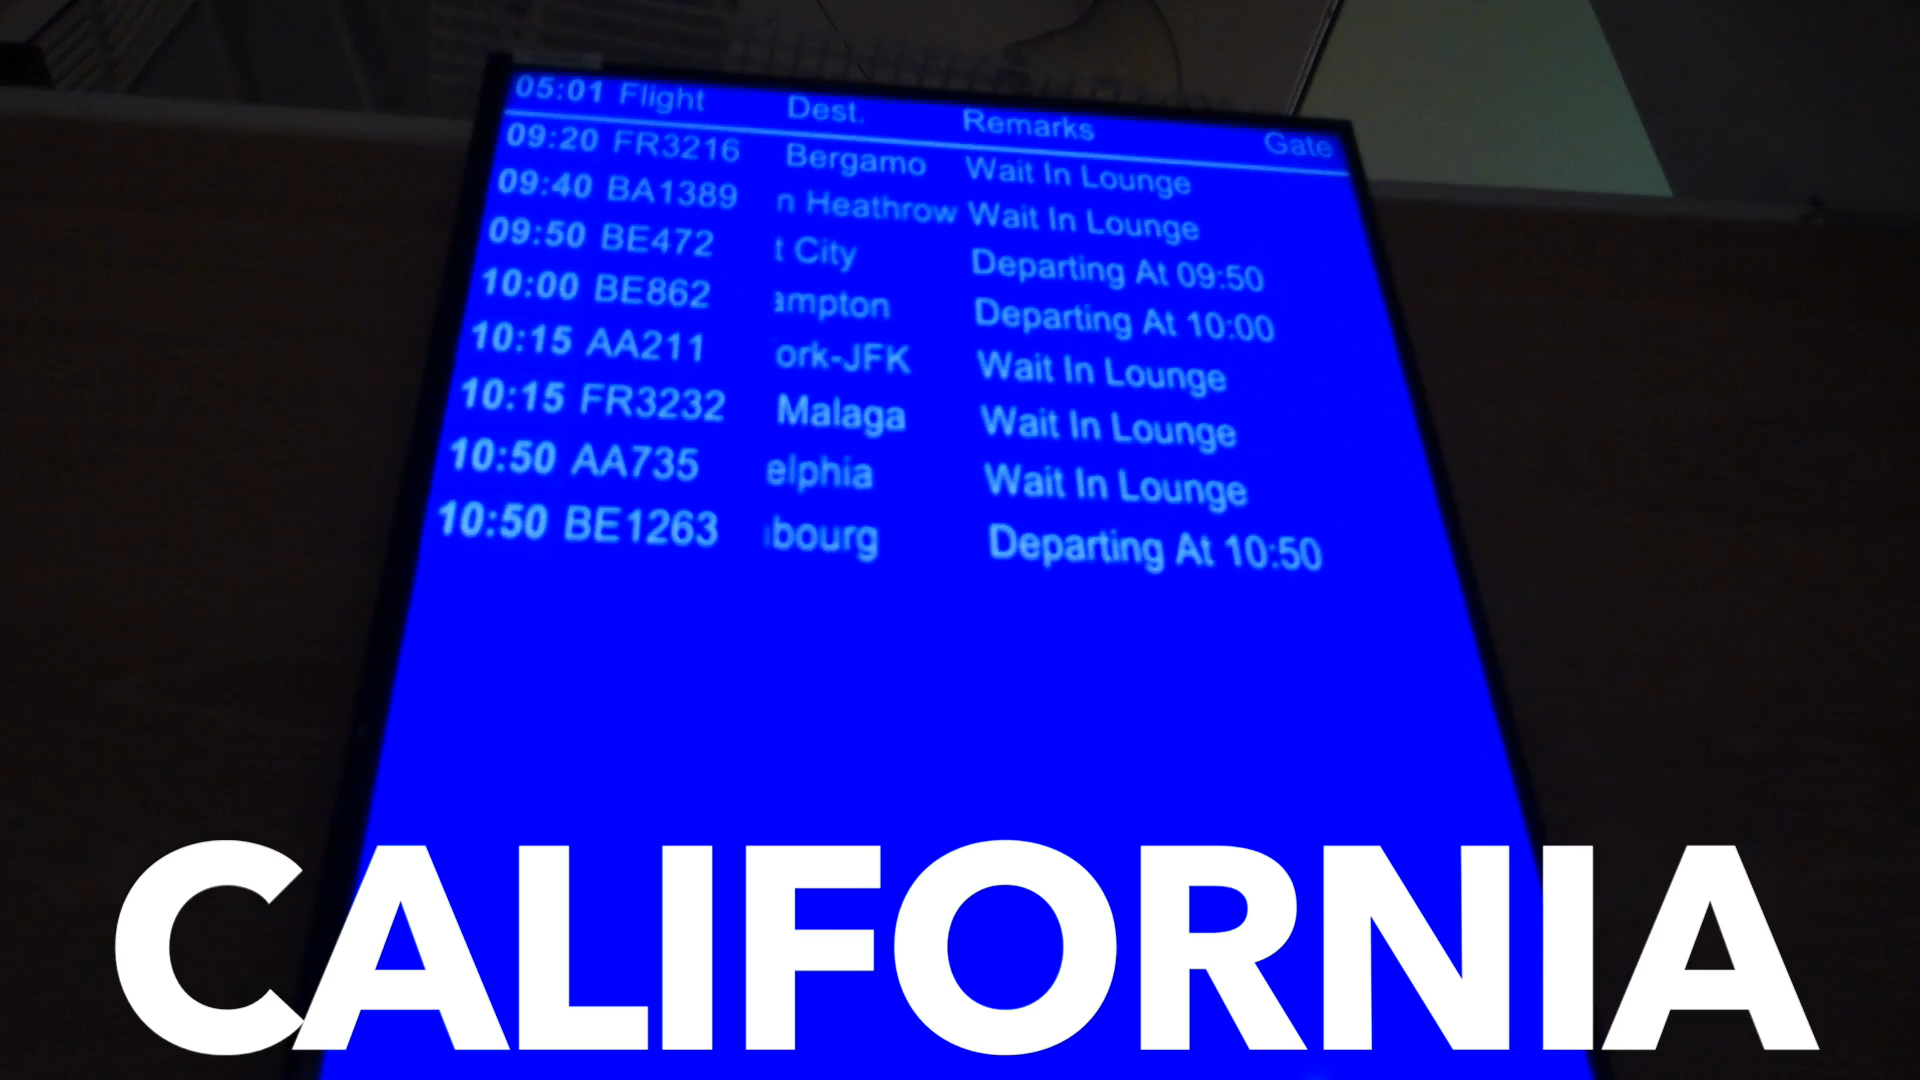 05:01 Flight Dest. Remarks Gate
09:20 FR3216 Bergamo Wait In Lounge
09:40 BA1389 n Heathrow Wait In Lounge
09:50 BE472 t City Departing At 09:50
10:00 BE862 ampton Departing At 10:00
10:15 AA211 ork-JFK Wait In Lounge
10:15 FR3232 Malaga Wait In Lounge
10:50 AA735 elphia Wait In Lounge
10:50 BE1263 bourg Departing At 10:50
CALIFORNIA